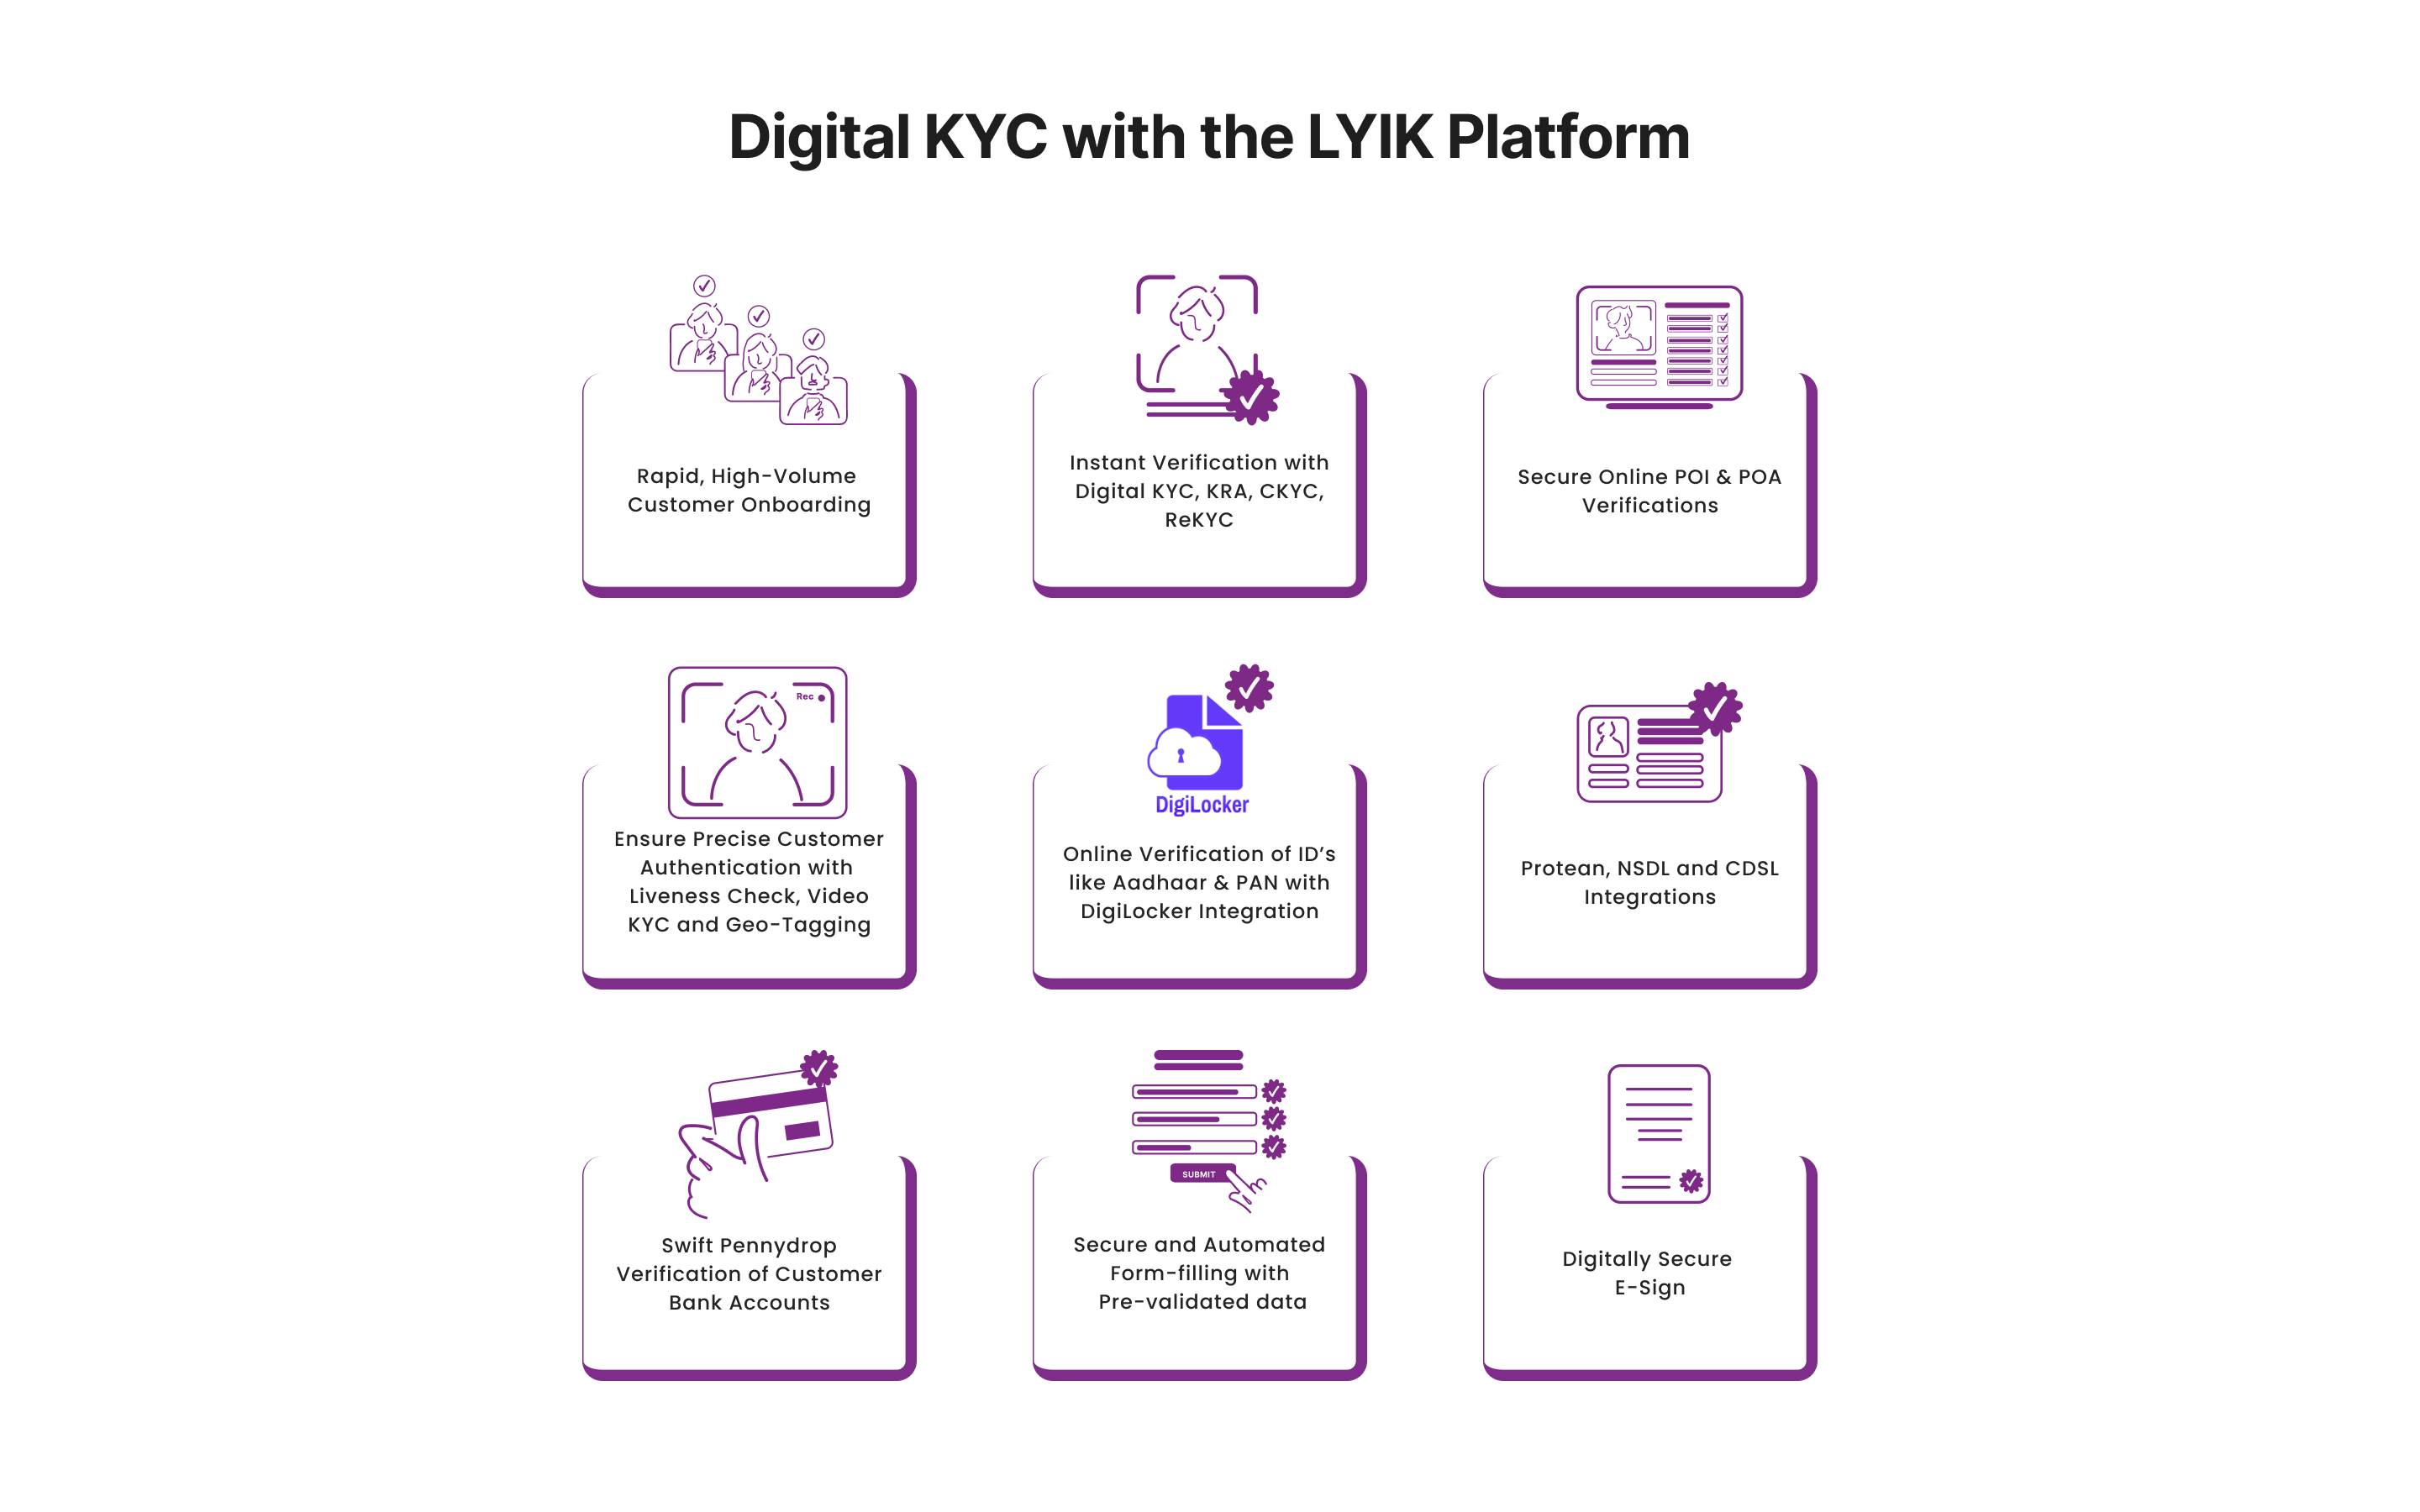 Digital KYC with the LYIK Platform
Rapid, High-Volume
Customer Onboarding
Instant Verification with
Digital KYC, KRA, CKYC,
ReKYC
Secure Online POI & POA
Verifications
Rec
Ensure Precise Customer
Authentication with
Liveness Check, Video
KYC and Geo-Tagging
DigiLocker
Online Verification of ID’s
like Aadhaar & PAN with
DigiLocker Integration
Protean, NSDL and CDSL
Integrations
Swift Pennydrop
Verification of Customer
Bank Accounts
SUBMIT
Secure and Automated
Form-filling with
Pre-validated data
Digitally Secure
E-Sign